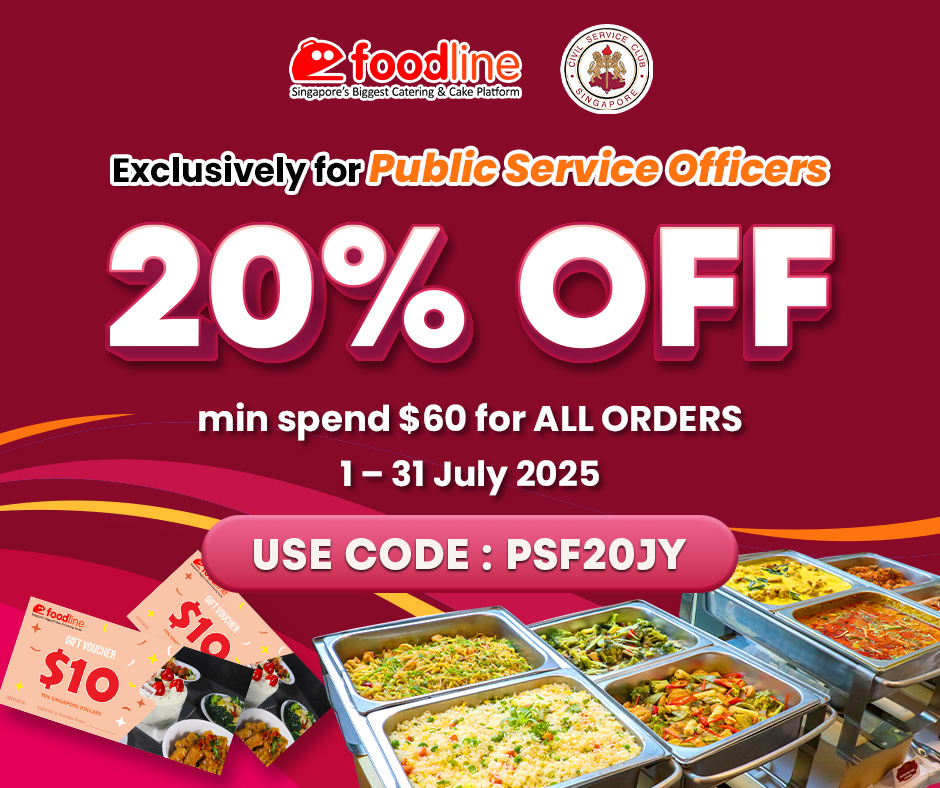 foodline
Singapore's Biggest Catering & Cake Platform
CIVIL SERVICE CLUB
SINGAPORE
Exclusively for Public Service Officers
20% OFF
min spend $60 for ALL ORDERS
1 – 31 July 2025
USE CODE : PSF20JY
foodline
GIFT VOUCHER
$10
TEN SINGAPORE DOLLARS
foodline
GIFT VOUCHER
$10